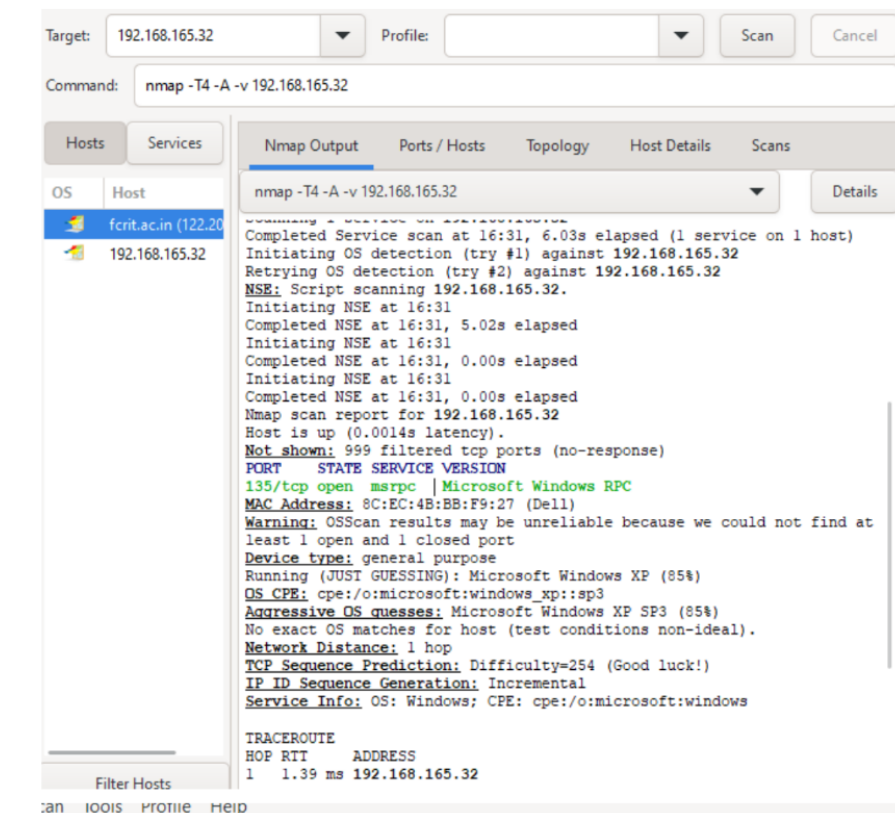 Target: 192.168.165.32 Profile: Scan Cancel
Command: nmap -T4 -A -v 192.168.165.32
Hosts Services
Nmap Output Ports / Hosts Topology Host Details Scans
OS Host
nmap -T4 -A -v 192.168.165.32 Details
fcrit.ac.in (122.20
192.168.165.32
Completed Service scan at 16:31, 6.03s elapsed (1 service on 1 host)
Initiating OS detection (try #1) against 192.168.165.32
Retrying OS detection (try #2) against 192.168.165.32
NSE: Script scanning 192.168.165.32.
Initiating NSE at 16:31
Completed NSE at 16:31, 5.02s elapsed
Initiating NSE at 16:31
Completed NSE at 16:31, 0.00s elapsed
Initiating NSE at 16:31
Completed NSE at 16:31, 0.00s elapsed
Nmap scan report for 192.168.165.32
Host is up (0.0014s latency).
Not shown: 999 filtered tcp ports (no-response)
PORT STATE SERVICE VERSION
135/tcp open msrpc Microsoft Windows RPC
MAC Address: 8C:EC:4B:BB:F9:27 (Dell)
Warning: OSScan results may be unreliable because we could not find at
least 1 open and 1 closed port
Device type: general purpose
Running (JUST GUESSING): Microsoft Windows XP (85%)
OS CPE: cpe:/o:microsoft:windows_xp::sp3
Aggressive OS guesses: Microsoft Windows XP SP3 (85%)
No exact OS matches for host (test conditions non-ideal).
Network Distance: 1 hop
TCP Sequence Prediction: Difficulty=254 (Good luck!)
IP ID Sequence Generation: Incremental
Service Info: OS: Windows; CPE: cpe:/o:microsoft:windows
TRACEROUTE
HOP RTT ADDRESS
1 1.39 ms 192.168.165.32
Filter Hosts
Tools Profile Help